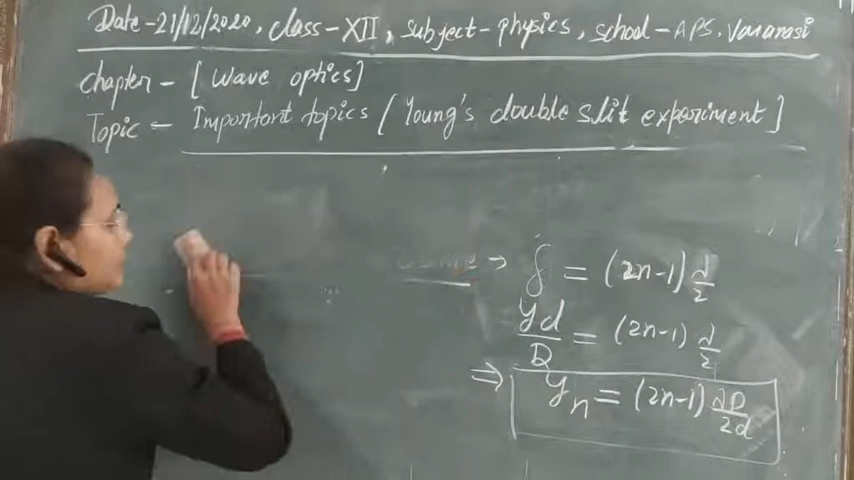 Date - 21/12/2020, class - XII, subject - physics, school - APS, Varanasi
chapter - [ wave optics ]
Topic - Important topics [ Young's double slit experiment ]
→ δ = (2n-1) λ/2
yd/D = (2n-1) λ/2
⇒ yn = (2n-1) λD/2d